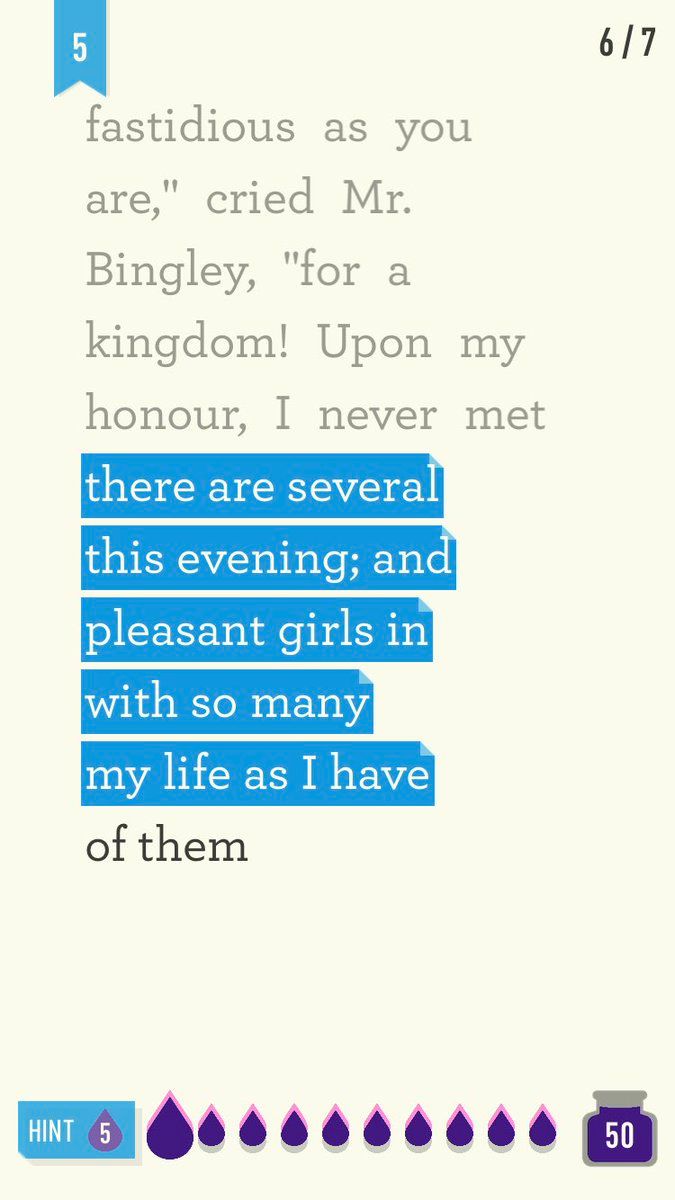 5
6 / 7
fastidious as you
are," cried Mr.
Bingley, "for a
kingdom! Upon my
honour, I never met
there are several
this evening; and
pleasant girls in
with so many
my life as I have
of them
HINT 5
50